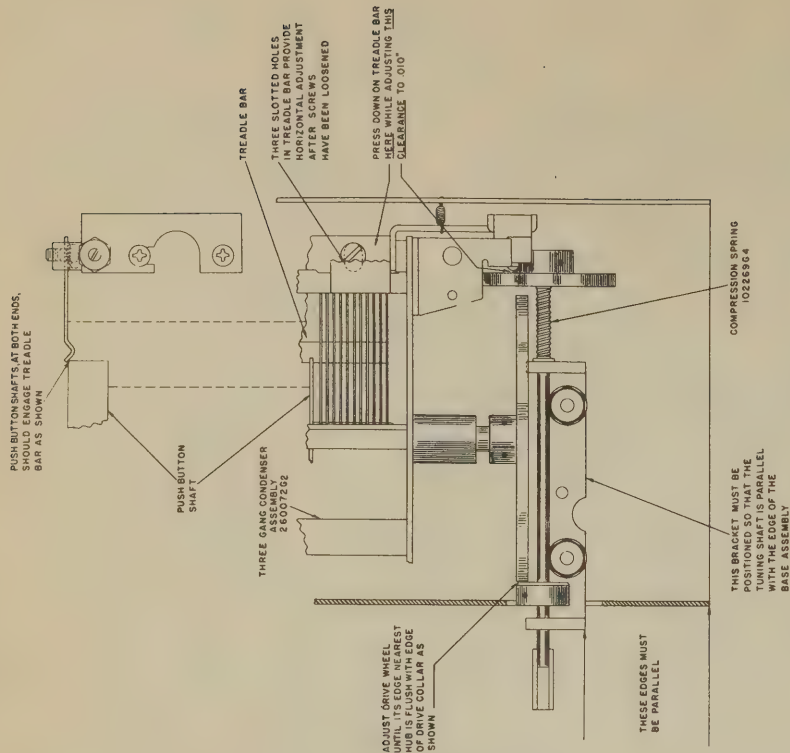 PUSH BUTTON SHAFTS, AT BOTH ENDS,
SHOULD ENGAGE TREADLE
BAR AS SHOWN
PUSH BUTTON
SHAFT
THREE GANG CONDENSER
ASSEMBLY
260072G2
ADJUST DRIVE WHEEL
UNTIL ITS EDGE NEAREST
HUB IS FLUSH WITH EDGE
OF DRIVE COLLAR AS
SHOWN
TREADLE BAR
THREE SLOTTED HOLES
IN TREADLE BAR PROVIDE
HORIZONTAL ADJUSTMENT
AFTER SCREWS
HAVE BEEN LOOSENED
PRESS DOWN ON TREADLE BAR
HERE WHILE ADJUSTING THIS
CLEARANCE TO .010"
COMPRESSION SPRING
102269G4
THIS BRACKET MUST BE
POSITIONED SO THAT THE
TUNING SHAFT IS PARALLEL
WITH THE EDGE OF THE
BASE ASSEMBLY
THESE EDGES MUST
BE PARALLEL